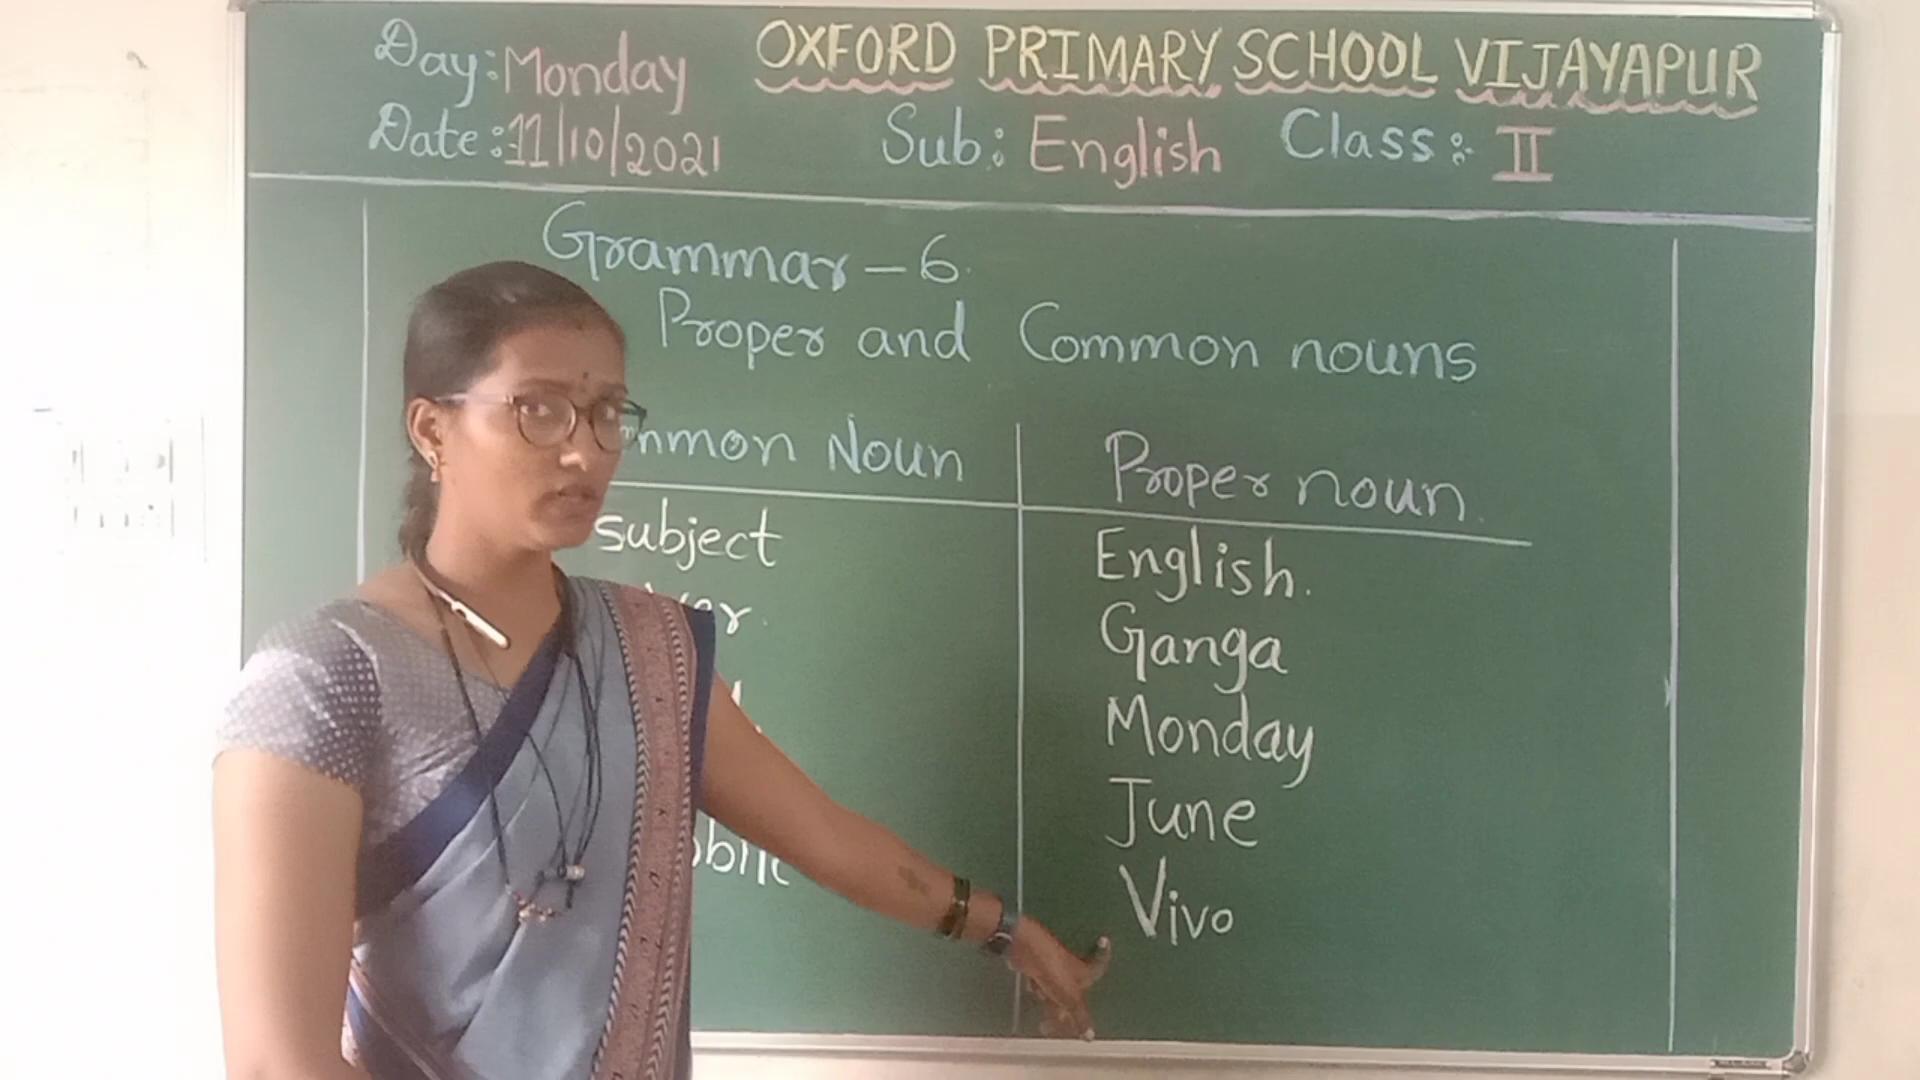 Day: Monday OXFORD PRIMARY SCHOOL VIJAYAPUR
Date: 11/10/2021 Sub: English Class:- II
Grammar - 6.
Proper and Common nouns
Noun Proper noun.
subject English.
Ganga
Monday
June
Vivo